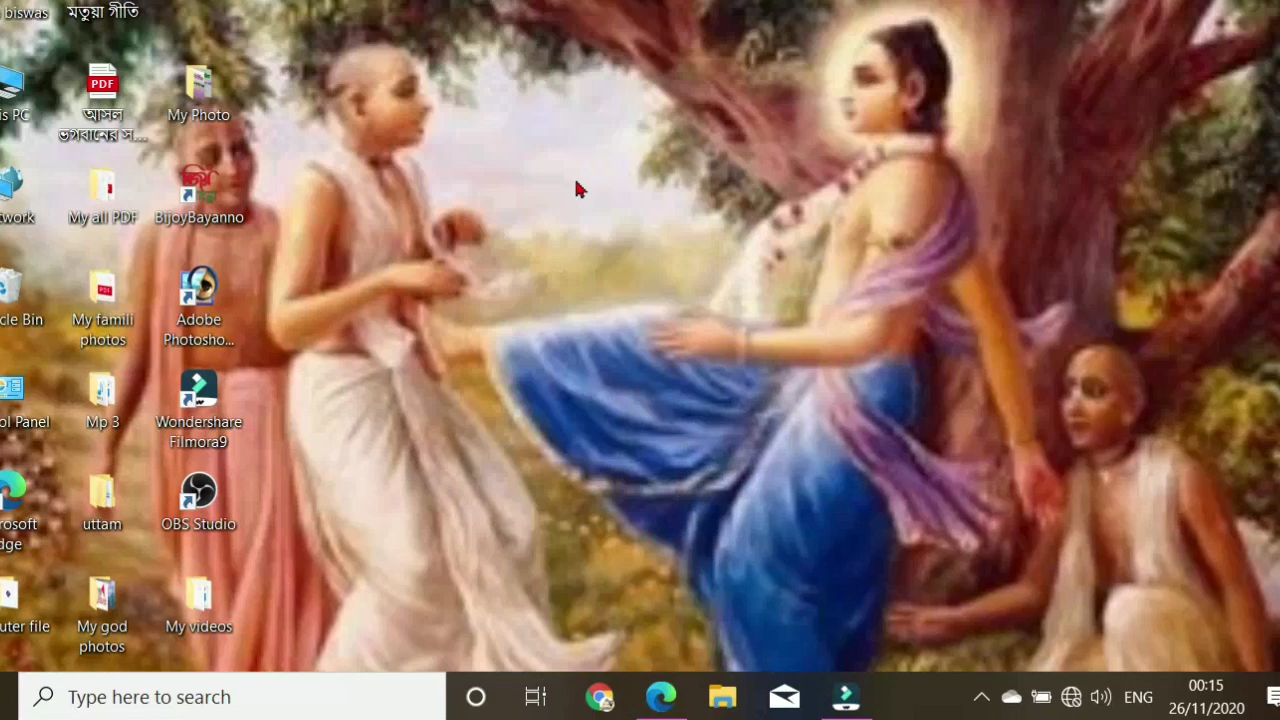 biswas
মতুয়া গীতি
is PC
আসল
ভগবানের স...
My Photo
twork
My all PDF
BijoyBayanno
cle Bin
My famili
photos
Adobe
Photosho...
ol Panel
Mp 3
Wondershare
Filmora9
rosoft
dge
uttam
OBS Studio
uter file
My god
photos
My videos
Type here to search
ENG
00:15
26/11/2020